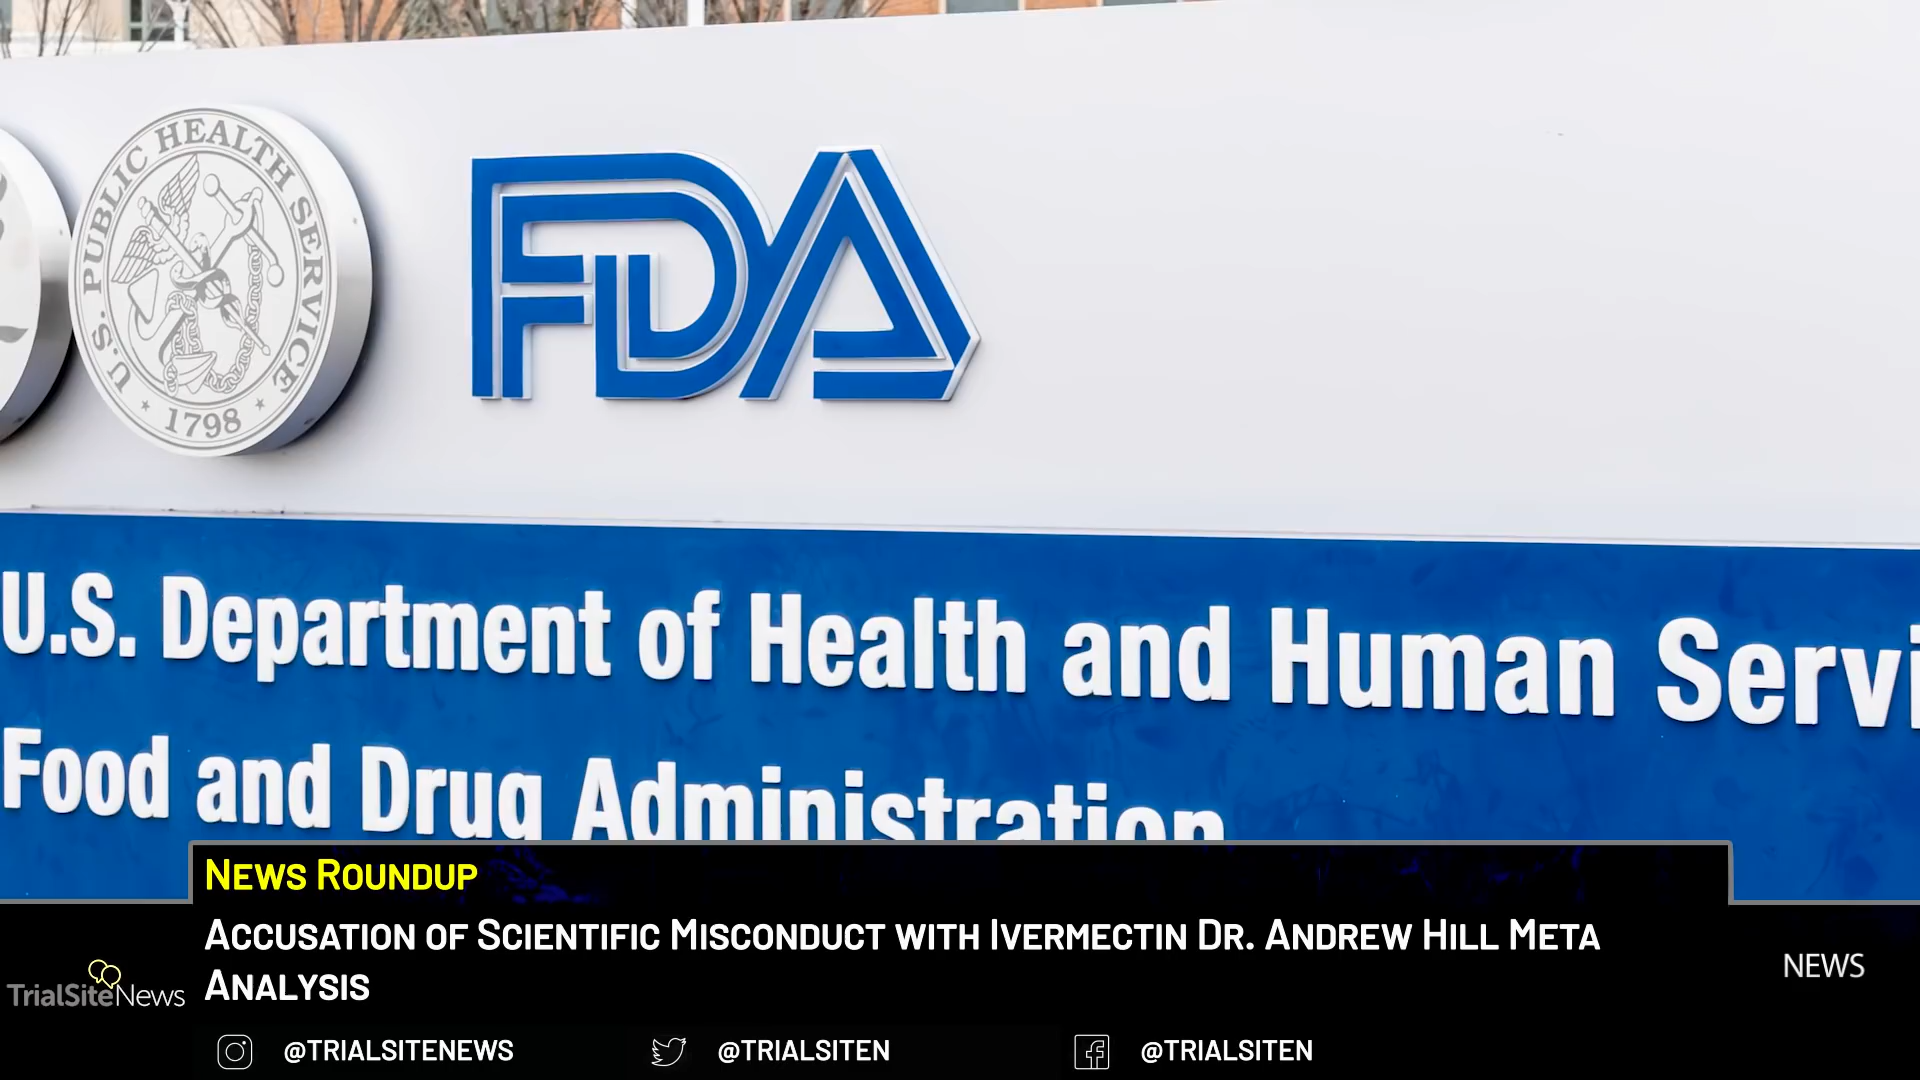 U.S. PUBLIC HEALTH SERVICE
1798
FDA
U.S. Department of Health and Human Servi
Food and Drug Administration
NEWS ROUNDUP
ACCUSATION OF SCIENTIFIC MISCONDUCT WITH IVERMECTIN DR. ANDREW HILL META
ANALYSIS
TrialSiteNews
NEWS
@TRIALSITENEWS
@TRIALSITEN
@TRIALSITEN